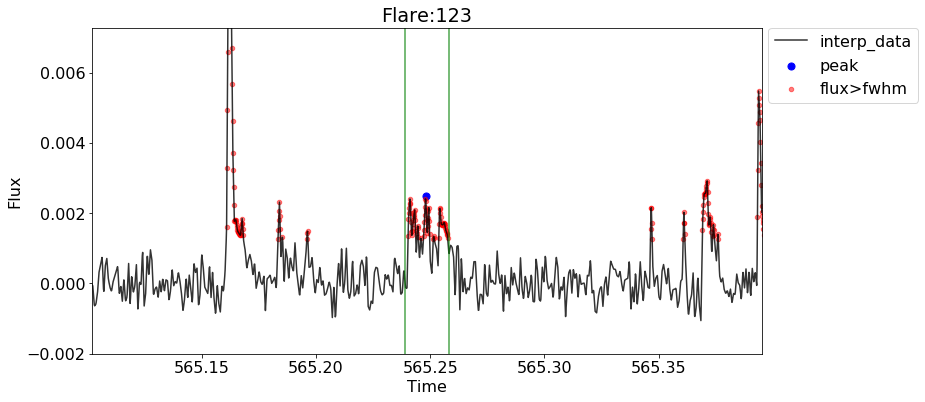 Flare:123
interp_data
peak
flux>fwhm
0.006
0.004
0.002
0.000
−0.002
Flux
565.15 565.20 565.25 565.30 565.35
Time